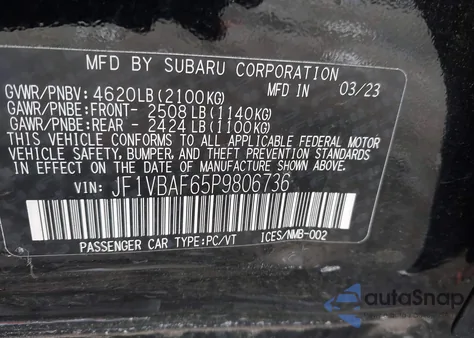 MFD BY SUBARU CORPORATION
GVWR/PNBV: 4620LB(2100KG) MFD IN 03/23
GAWR/PNBE:FRONT- 2508 LB(1140KG)
GAWR/PNBE:REAR - 2424 LB(1100KG)
THIS VEHICLE CONFORMS TO ALL APPLICABLE FEDERAL MOTOR
VEHICLE SAFETY, BUMPER, AND THEFT PREVENTION STANDARDS
IN EFFECT ON THE DATE OF MANUFACTURE SHOWN ABOVE.
VIN: JF1VBAF65P9806736
PASSENGER CAR TYPE:PC/VT ICES/NMB-002
autoSnap